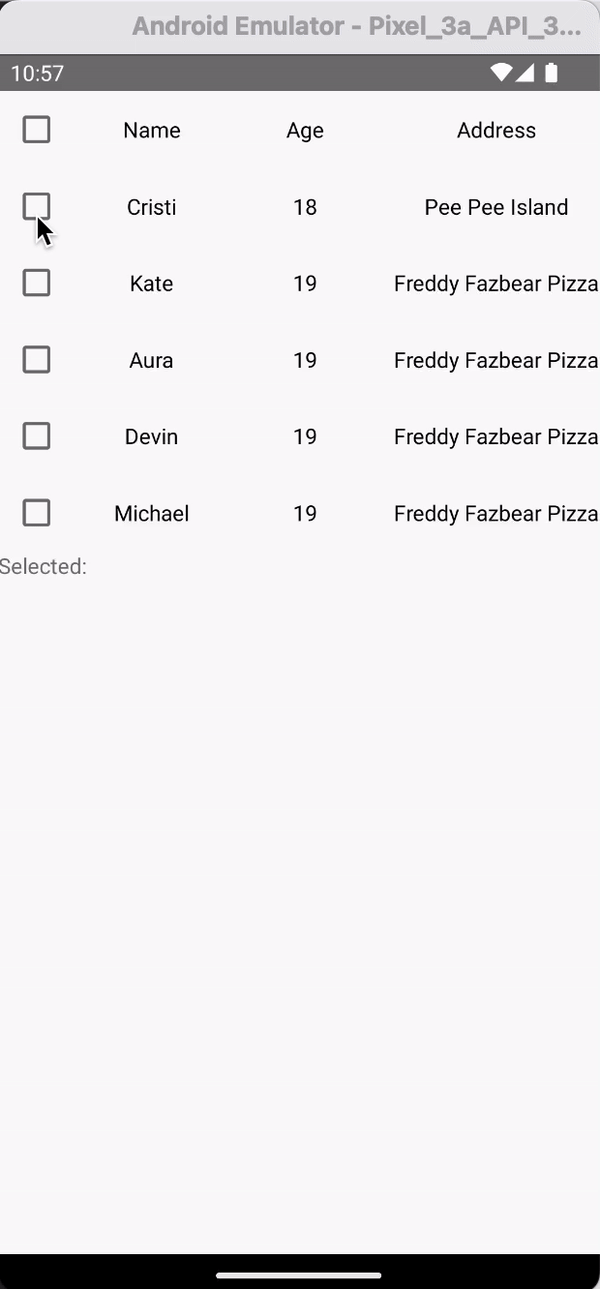 Android Emulator - Pixel_3a_API_3...
10:57
Name Age Address
Cristi 18 Pee Pee Island
Kate 19 Freddy Fazbear Pizza
Aura 19 Freddy Fazbear Pizza
Devin 19 Freddy Fazbear Pizza
Michael 19 Freddy Fazbear Pizza
Selected: